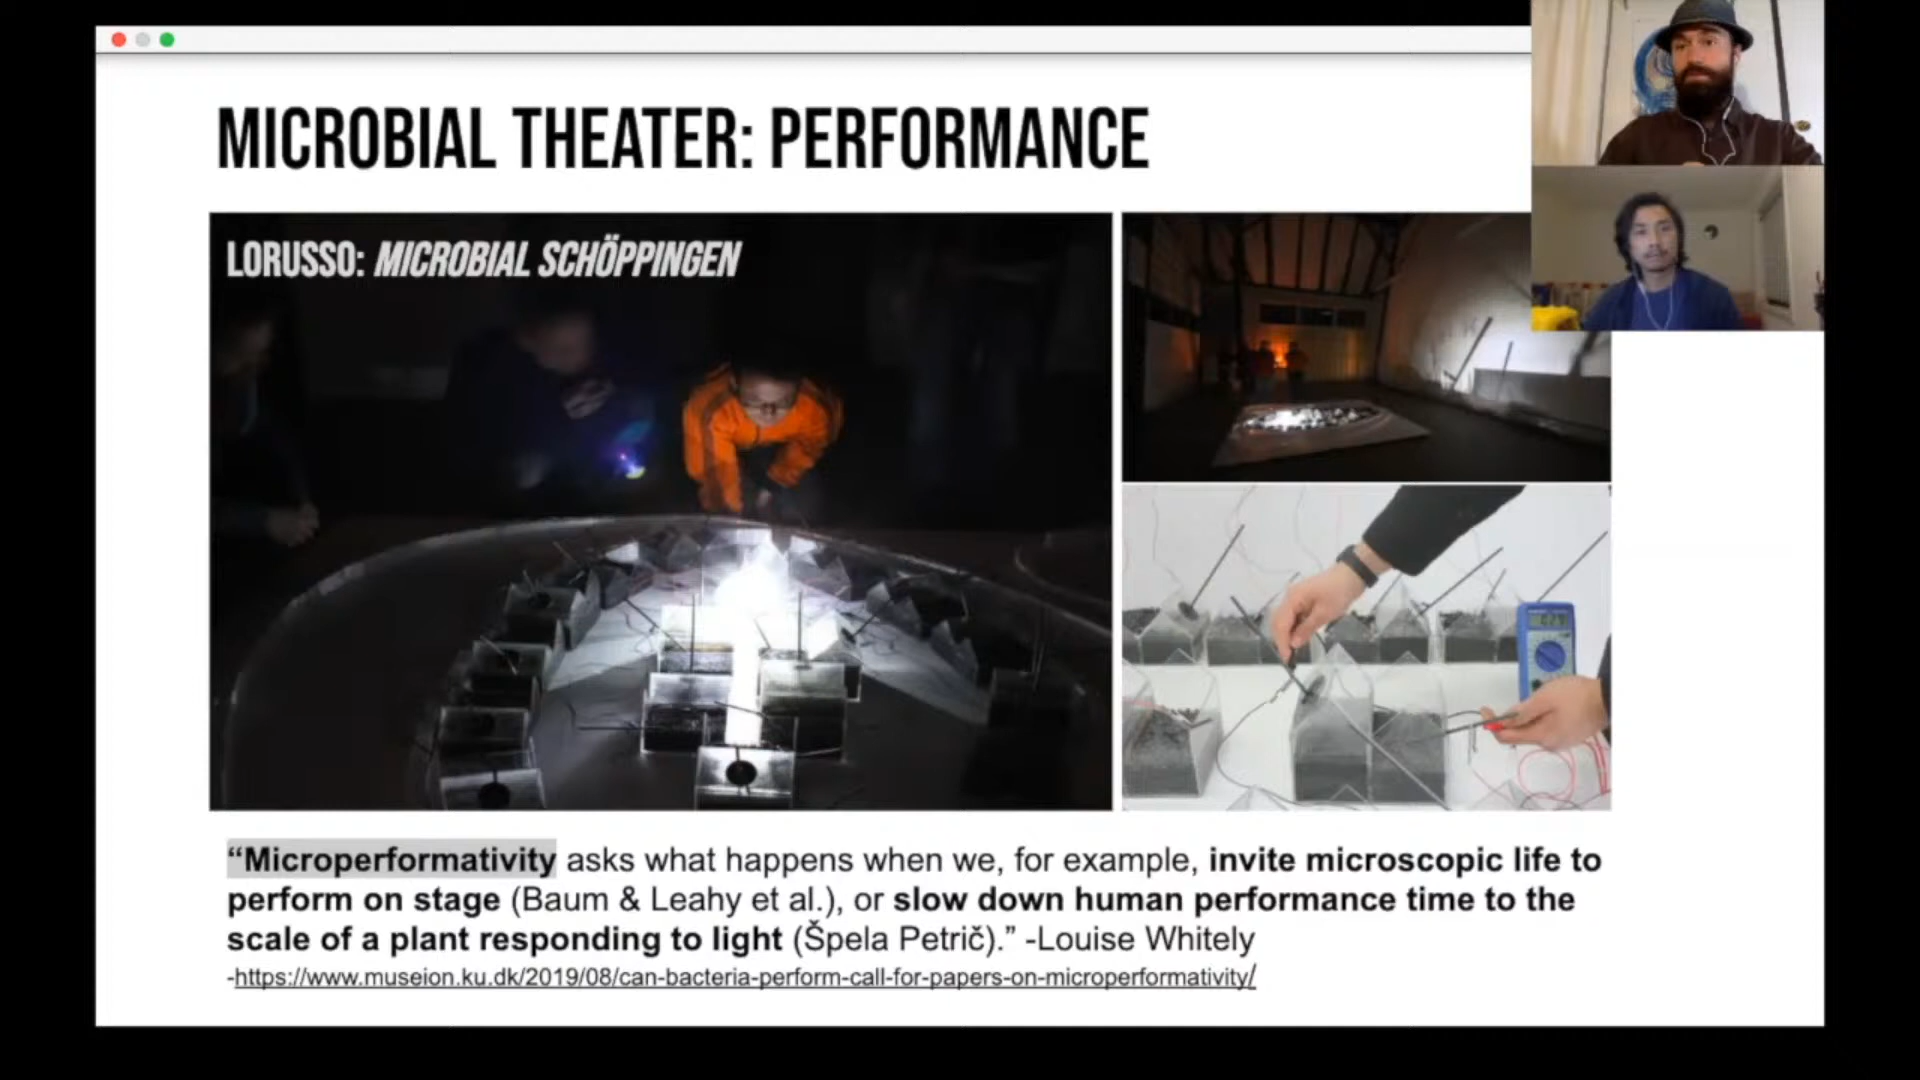 MICROBIAL THEATER: PERFORMANCE
LORUSSO: MICROBIAL SCHÖPPINGEN
“Microperformativity asks what happens when we, for example, invite microscopic life to
perform on stage (Baum & Leahy et al.), or slow down human performance time to the
scale of a plant responding to light (Špela Petrič).” -Louise Whitely
-https://www.museion.ku.dk/2019/08/can-bacteria-perform-call-for-papers-on-microperformativity/